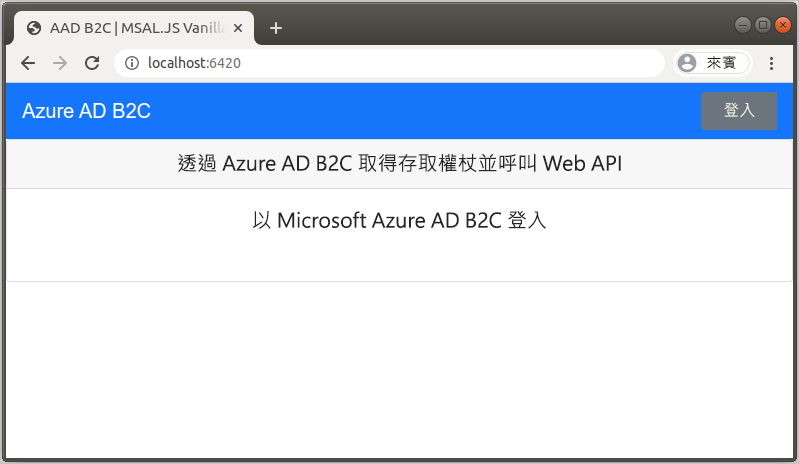 AAD B2C | MSAL.JS Vanill
localhost:6420
來賓
Azure AD B2C
登入
透過 Azure AD B2C 取得存取權杖並呼叫 Web API
以 Microsoft Azure AD B2C 登入